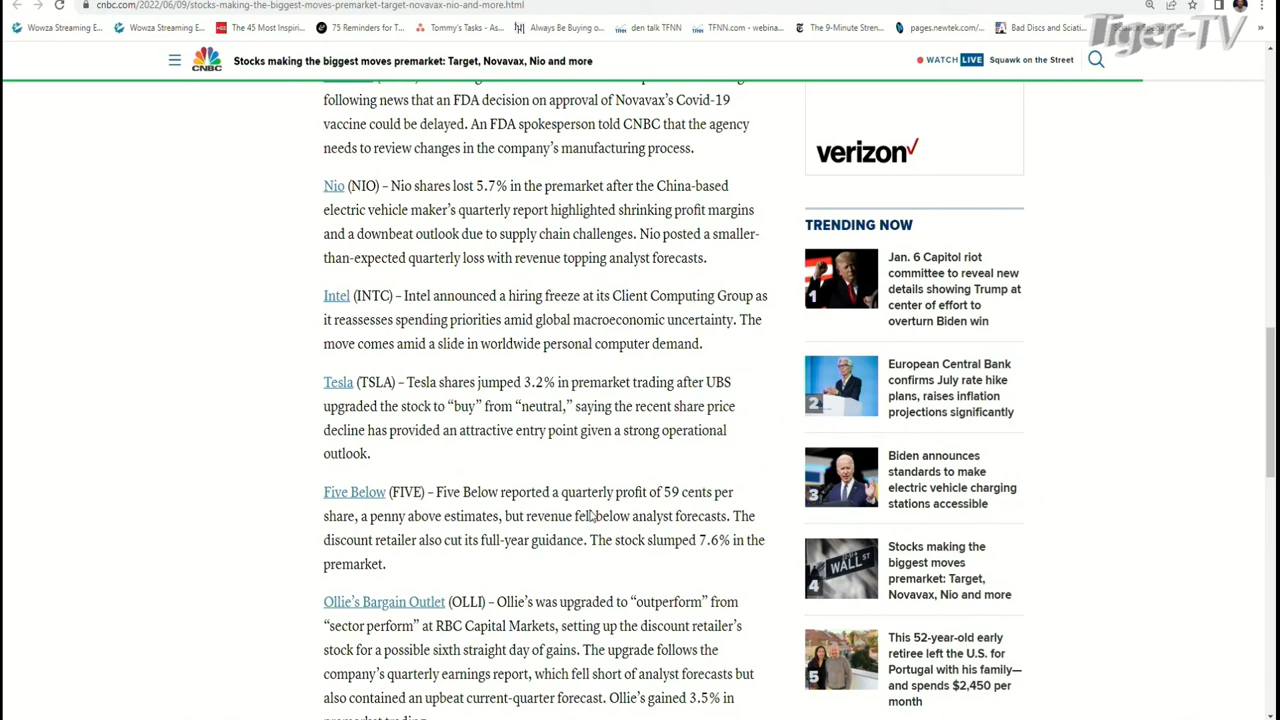 cnbc.com/2022/06/09/stocks-making-the-biggest-moves-premarket-target-novavax-nio-and-more.html
Wowza Streaming E...
Wowza Streaming E...
The 45 Most Inspiri...
75 Reminders for T...
Tommy's Tasks - As...
Always Be Buying o...
den talk TFNN
TFNN.com - webina...
The 9-Minute Stren...
pages.newtek.com/...
Bad Discs and Sciati...
Tiger-TV
CNBC
Stocks making the biggest moves premarket: Target, Novavax, Nio and more
WATCH LIVE Squawk on the Street
following news that an FDA decision on approval of Novavax's Covid-19
vaccine could be delayed. An FDA spokesperson told CNBC that the agency
needs to review changes in the company's manufacturing process.
Nio (NIO) – Nio shares lost 5.7% in the premarket after the China-based
electric vehicle maker's quarterly report highlighted shrinking profit margins
and a downbeat outlook due to supply chain challenges. Nio posted a smaller-
than-expected quarterly loss with revenue topping analyst forecasts.
Intel (INTC) – Intel announced a hiring freeze at its Client Computing Group as
it reassesses spending priorities amid global macroeconomic uncertainty. The
move comes amid a slide in worldwide personal computer demand.
Tesla (TSLA) – Tesla shares jumped 3.2% in premarket trading after UBS
upgraded the stock to “buy” from “neutral,” saying the recent share price
decline has provided an attractive entry point given a strong operational
outlook.
Five Below (FIVE) – Five Below reported a quarterly profit of 59 cents per
share, a penny above estimates, but revenue fell below analyst forecasts. The
discount retailer also cut its full-year guidance. The stock slumped 7.6% in the
premarket.
Ollie's Bargain Outlet (OLLI) – Ollie's was upgraded to “outperform” from
“sector perform” at RBC Capital Markets, setting up the discount retailer's
stock for a possible sixth straight day of gains. The upgrade follows the
company's quarterly earnings report, which fell short of analyst forecasts but
also contained an upbeat current-quarter forecast. Ollie's gained 3.5% in
premarket trading.
verizon
TRENDING NOW
1
Jan. 6 Capitol riot
committee to reveal new
details showing Trump at
center of effort to
overturn Biden win
2
European Central Bank
confirms July rate hike
plans, raises inflation
projections significantly
3
Biden announces
standards to make
electric vehicle charging
stations accessible
WALL ST
4
Stocks making the
biggest moves
premarket: Target,
Novavax, Nio and more
5
This 52-year-old early
retiree left the U.S. for
Portugal with his family—
and spends $2,450 per
month